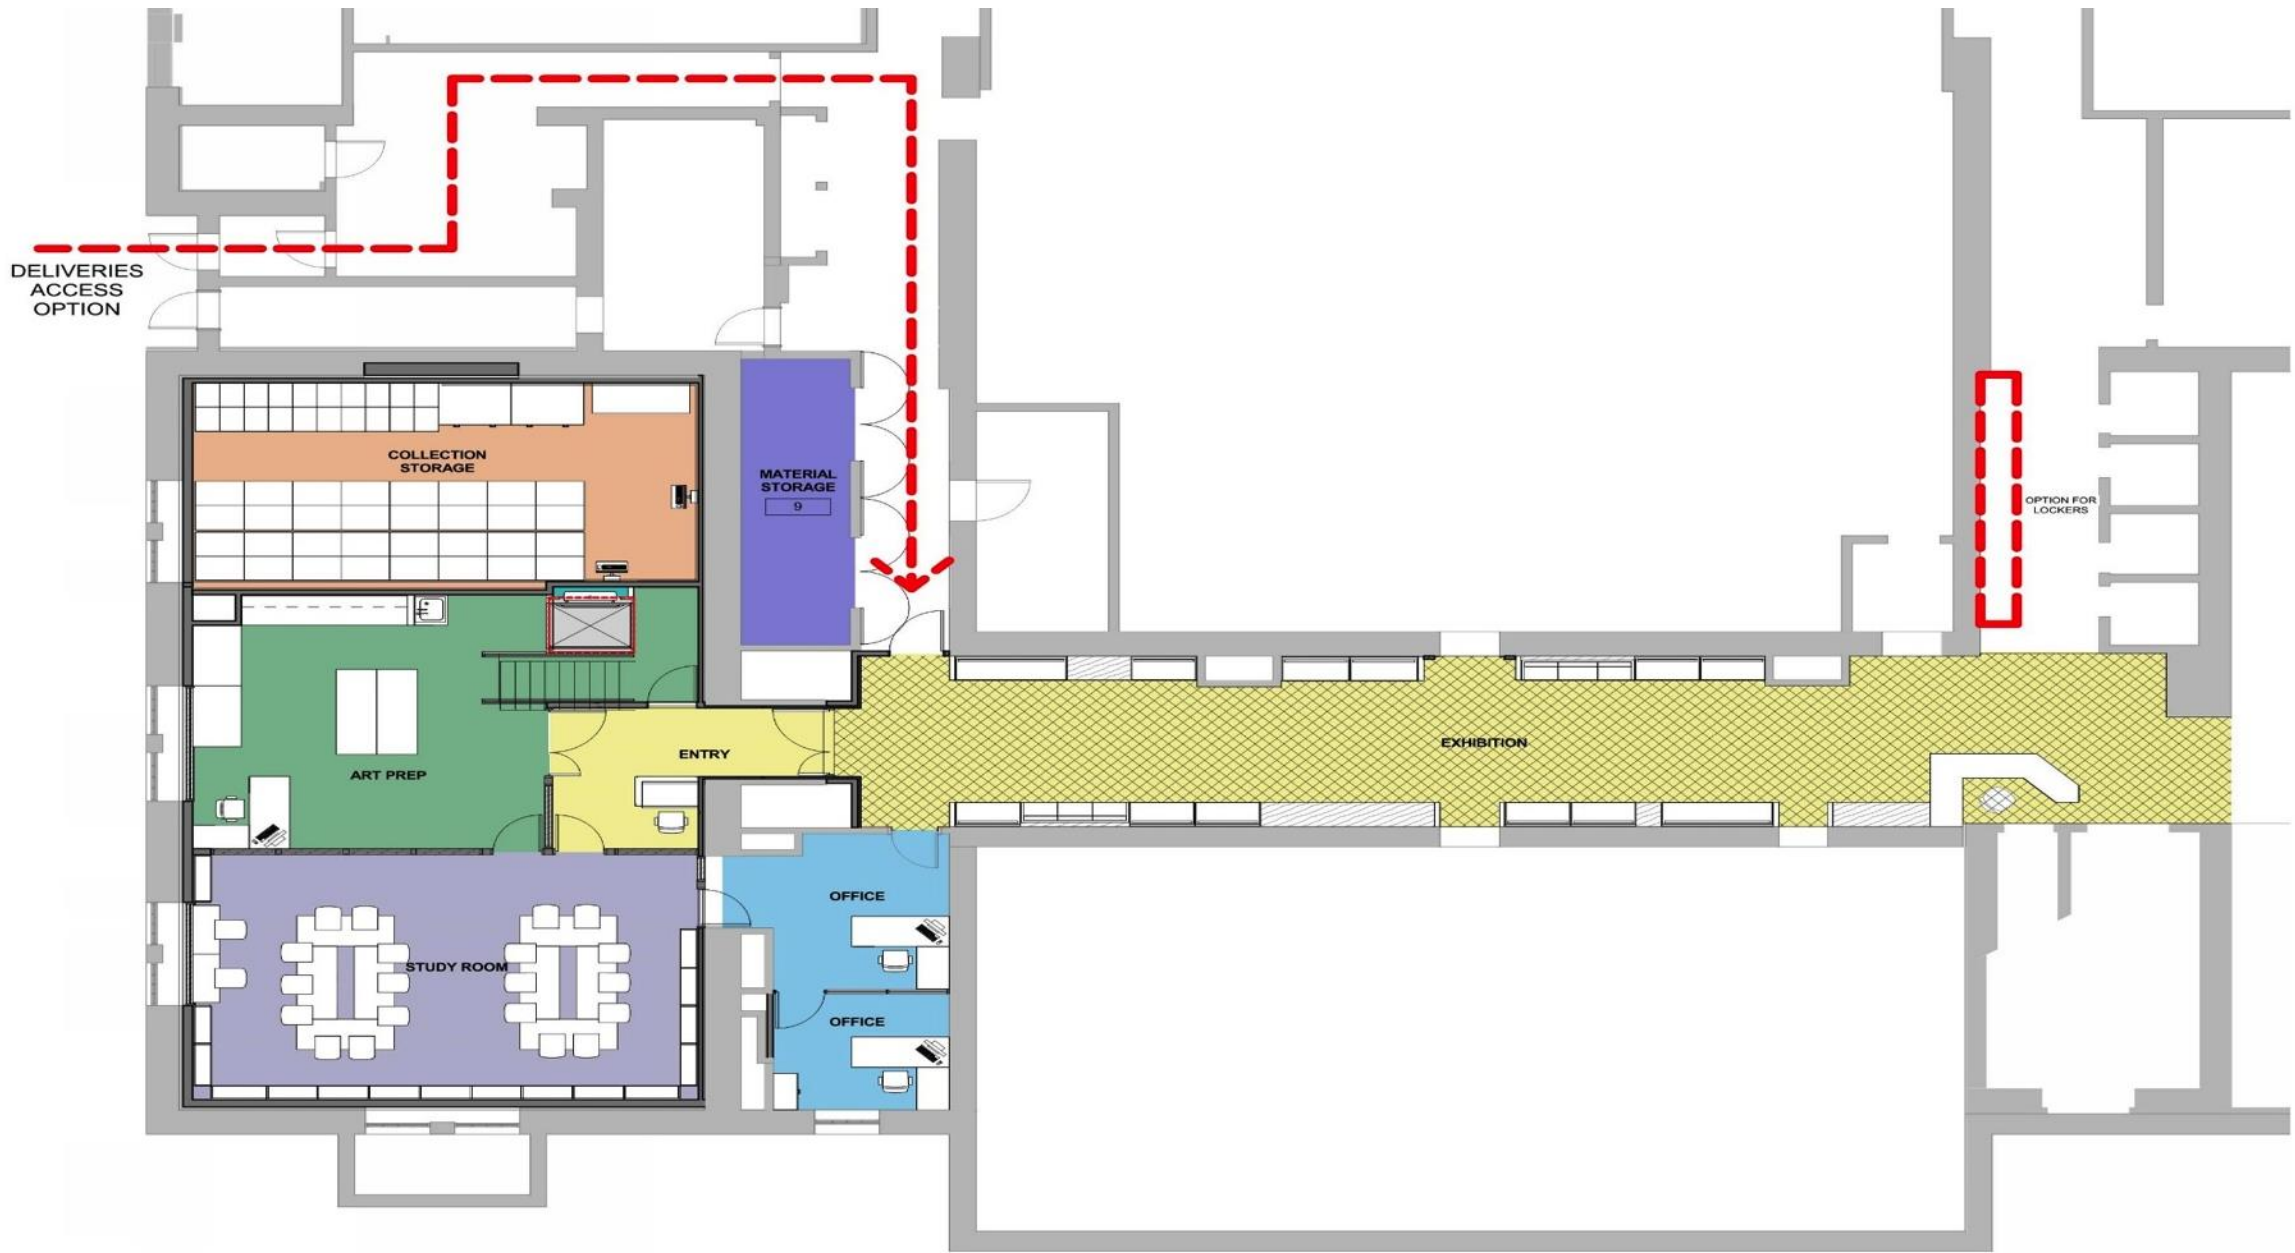 DELIVERIES
ACCESS
OPTION
COLLECTION
STORAGE
MATERIAL
STORAGE
9
OPTION FOR
LOCKERS
ENTRY
EXHIBITION
ART PREP
OFFICE
STUDY ROOM
OFFICE